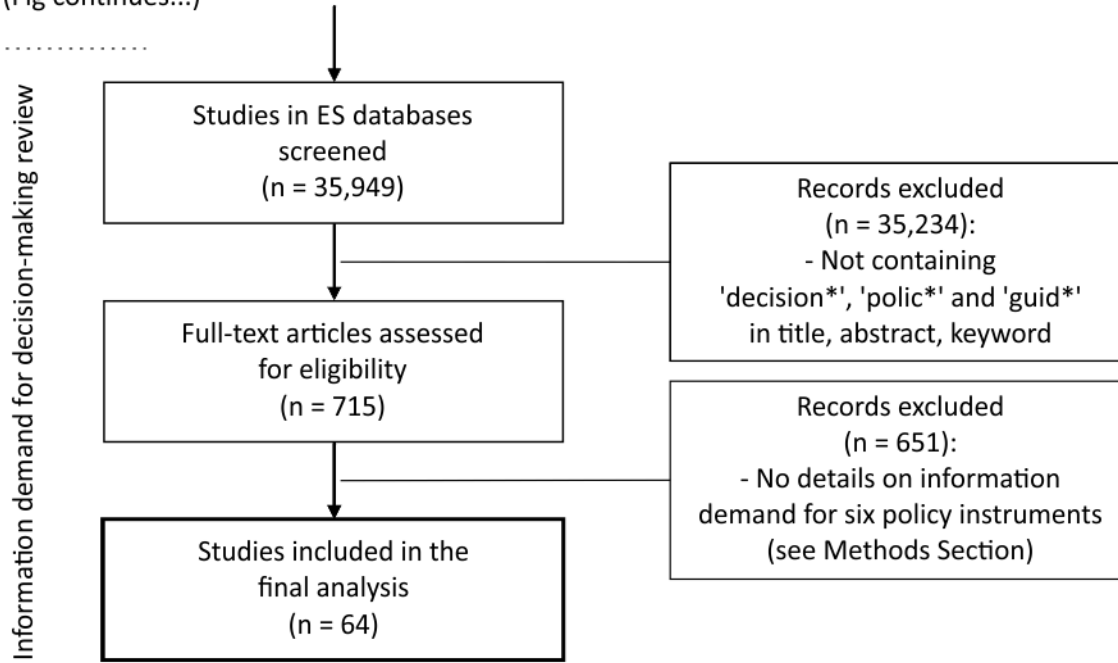 (Fig continues...)
Information demand for decision-making review
Studies in ES databases
screened
(n = 35,949)
Records excluded
(n = 35,234):
- Not containing
'decision*', 'polic*' and 'guid*'
in title, abstract, keyword
Full-text articles assessed
for eligibility
(n = 715)
Records excluded
(n = 651):
- No details on information
demand for six policy instruments
(see Methods Section)
Studies included in the
final analysis
(n = 64)